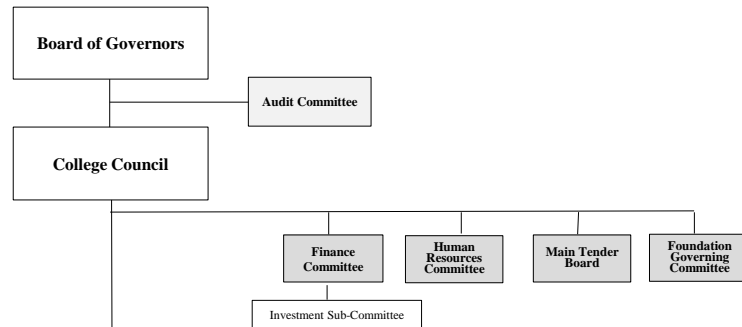 Board of Governors
Audit Committee
College Council
Finance
Committee
Human
Resources
Committee
Main Tender
Board
Foundation
Governing
Committee
Investment Sub-Committee